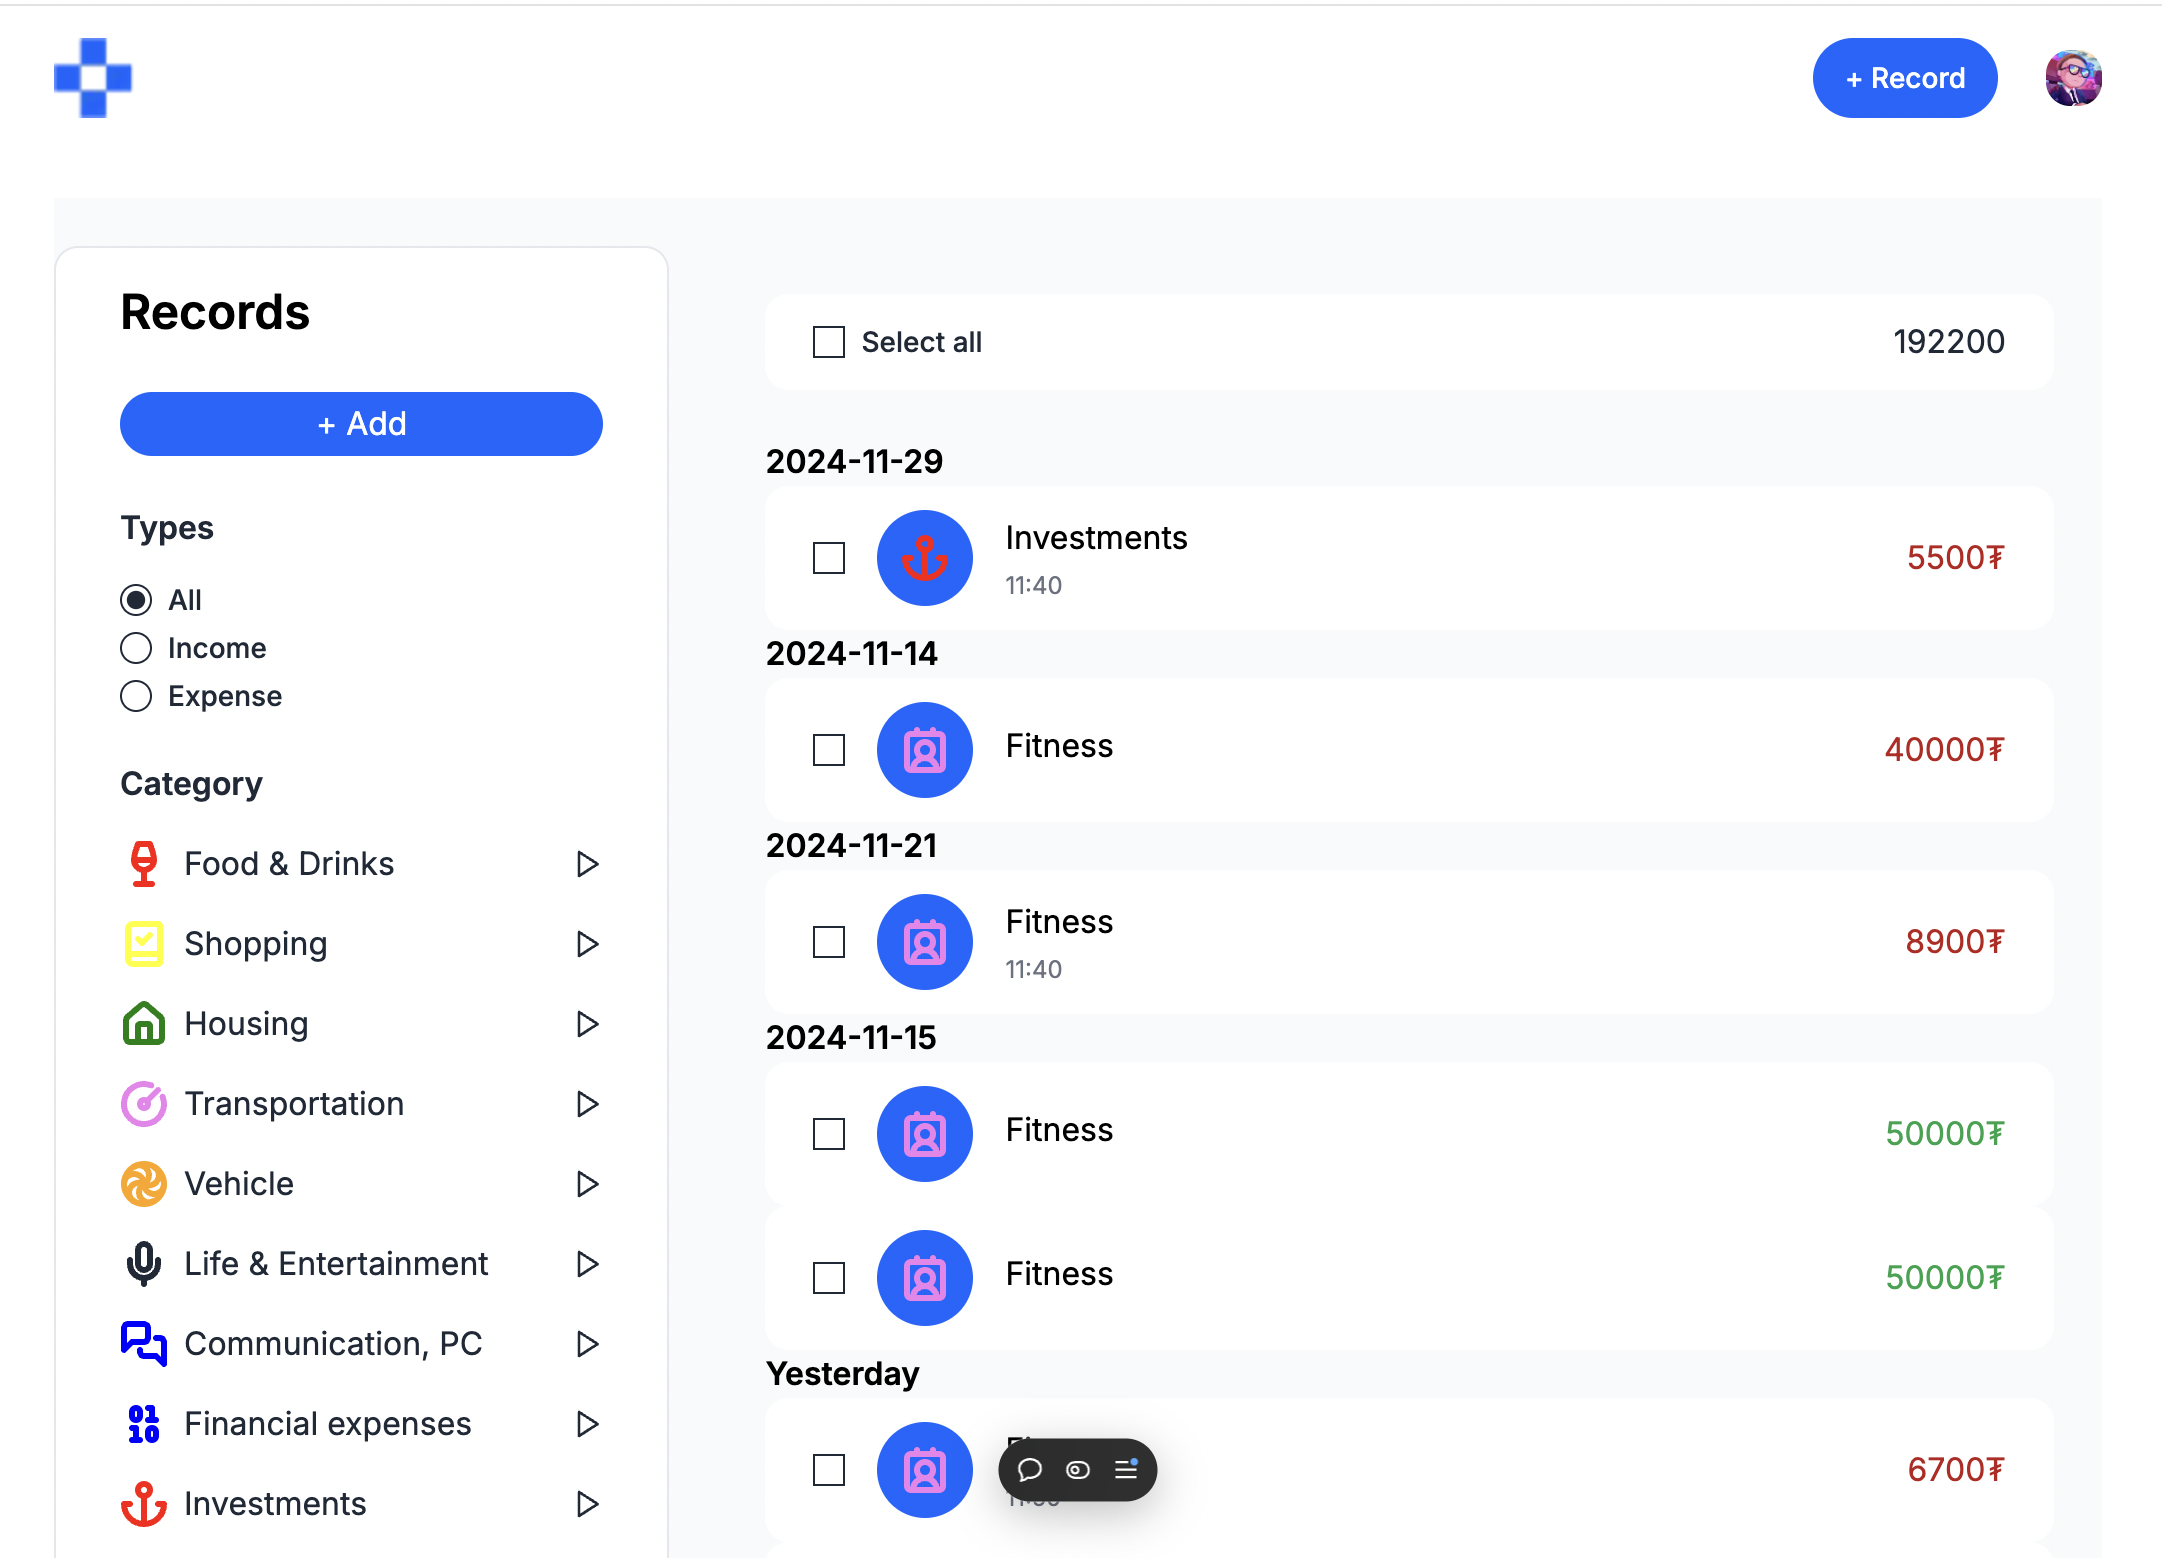 + Record
Records
+ Add
Types
All
Income
Expense
Category
Food & Drinks
Shopping
Housing
Transportation
Vehicle
Life & Entertainment
Communication, PC
Financial expenses
Investments
Select all
192200
2024-11-29
Investments
11:40
5500₮
2024-11-14
Fitness
40000₮
2024-11-21
Fitness
11:40
8900₮
2024-11-15
Fitness
50000₮
Fitness
50000₮
Yesterday
6700₮